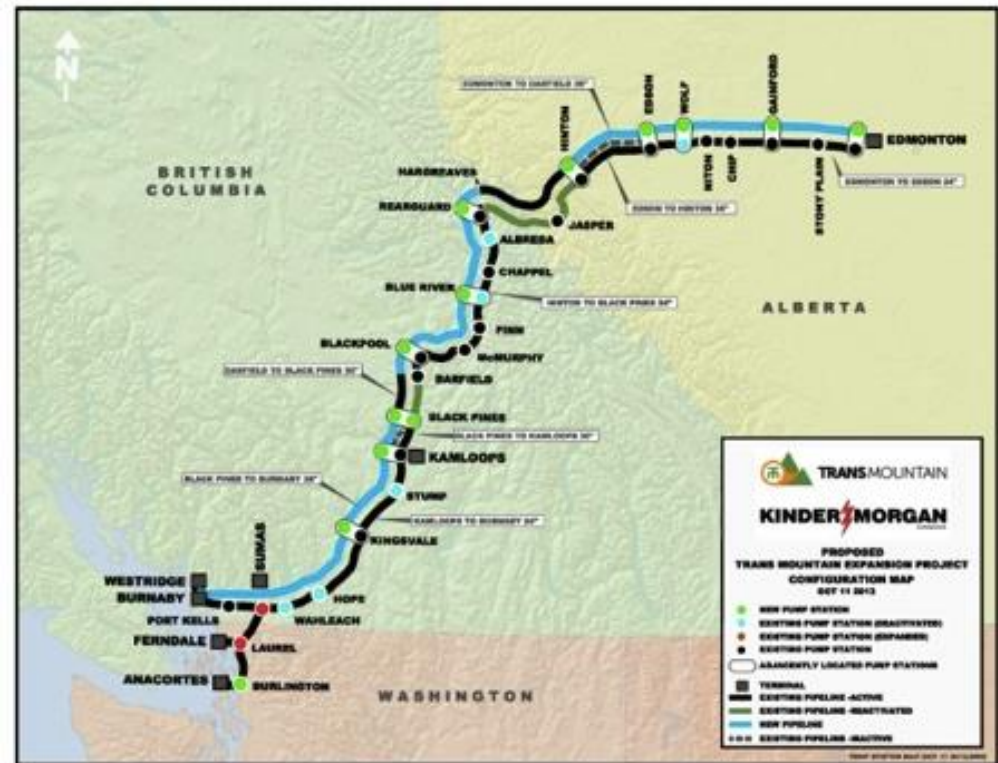 N
BRITISH
COLUMBIA
ALBERTA
WASHINGTON
EDMONTON TO DARFIELD 36"
EDSON
WOLF
GAINFORD
EDMONTON
HINTON
NITON
CHIP
STONY PLAIN
EDMONTON TO EDSON 24"
EDSON TO HINTON 24"
HARGREAVES
REARGUARD
JASPER
ALBREDA
CHAPPEL
BLUE RIVER
HINTON TO BLACK PINES 24"
FINN
BLACKPOOL
McMURPHY
DARFIELD
DARFIELD TO BLACK PINES 30"
BLACK PINES
BLACK PINES TO KAMLOOPS 30"
KAMLOOPS
STUMP
BLACK PINES TO BURNABY 36"
KAMLOOPS TO BURNABY 24"
KINGSVALE
SUMAS
WESTRIDGE
BURNABY
HOPE
PORT KELLS
WAHLEACH
FERNDALE
LAUREL
ANACORTES
BURLINGTON
TRANSMOUNTAIN
KINDER MORGAN
PROPOSED
TRANS MOUNTAIN EXPANSION PROJECT
CONFIGURATION MAP
OCT 11 2013
NEW PUMP STATION
EXISTING PUMP STATION (DEACTIVATED)
EXISTING PUMP STATION (EXPANDED)
EXISTING PUMP STATION
ADJACENTLY LOCATED PUMP STATIONS
TERMINAL
EXISTING PIPELINE -ACTIVE
EXISTING PIPELINE -REACTIVATED
NEW PIPELINE
EXISTING PIPELINE -INACTIVE